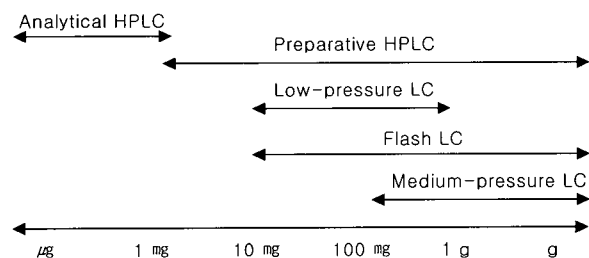 Analytical HPLC
Preparative HPLC
Low-pressure LC
Flash LC
Medium-pressure LC
㎍ 1 ㎎ 10 ㎎ 100 ㎎ 1 g g